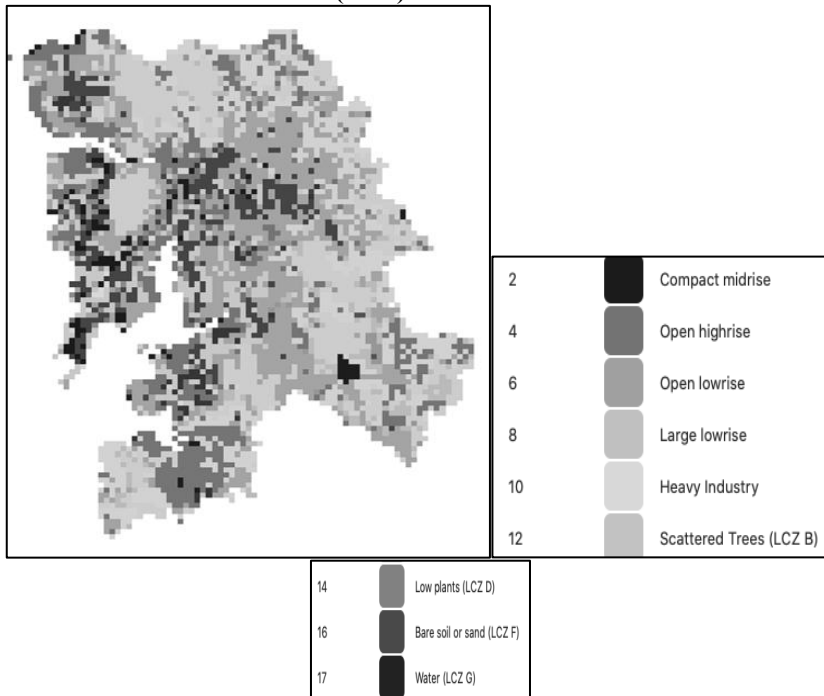 2 Compact midrise
4 Open highrise
6 Open lowrise
8 Large lowrise
10 Heavy Industry
12 Scattered Trees (LCZ B)
14 Low plants (LCZ D)
16 Bare soil or sand (LCZ F)
17 Water (LCZ G)